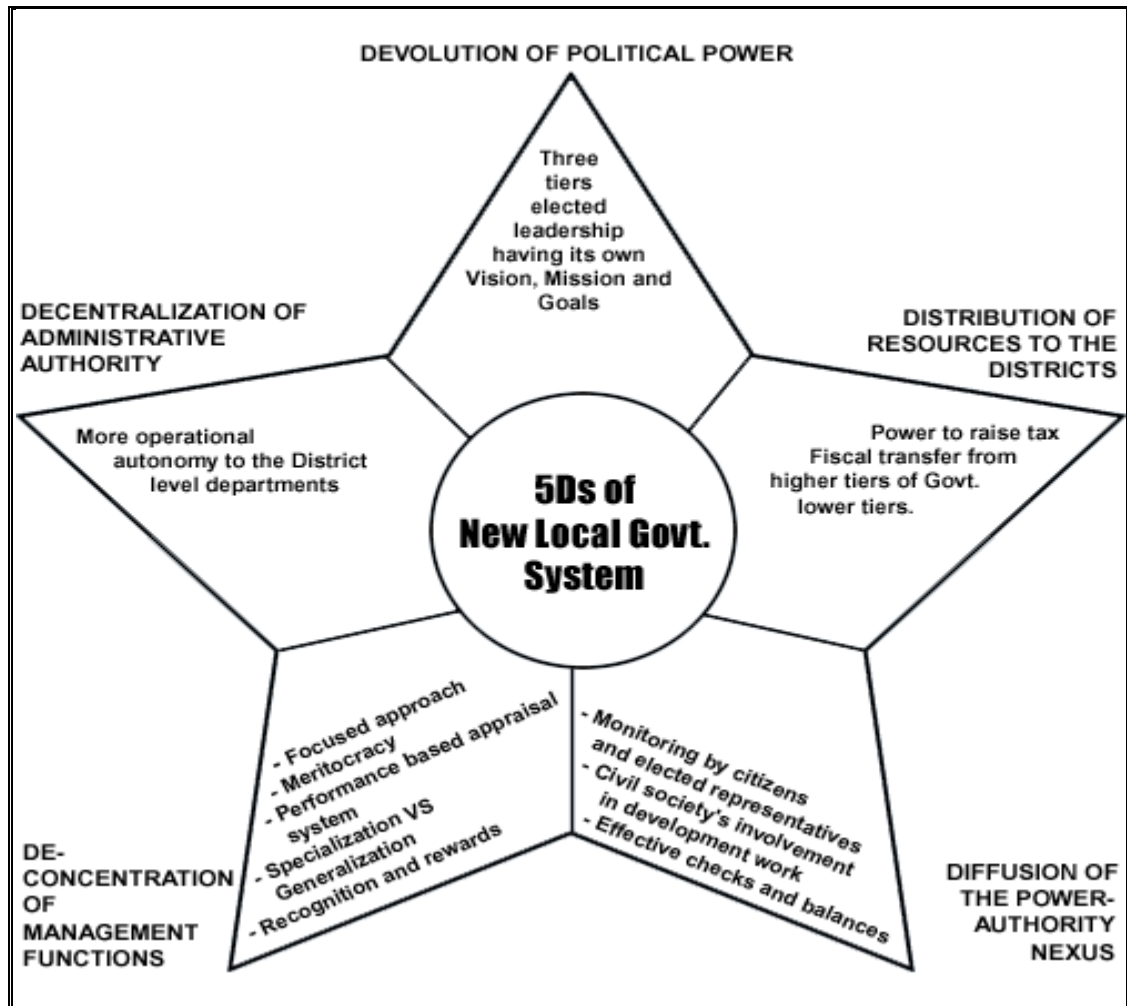 DEVOLUTION OF POLITICAL POWER
Three
tiers
elected
leadership
having its own
Vision, Mission and
Goals
DECENTRALIZATION OF
ADMINISTRATIVE
AUTHORITY
More operational
autonomy to the District
level departments
DISTRIBUTION OF
RESOURCES TO THE
DISTRICTS
Power to raise tax
Fiscal transfer from
higher tiers of Govt.
lower tiers.
5Ds of
New Local Govt.
System
DE-
CONCENTRATION
OF
MANAGEMENT
FUNCTIONS
- Focused approach
- Meritocracy
- Performance based appraisal
system
- Specialization VS
Generalization
- Recognition and rewards
- Monitoring by citizens
and elected representatives
- Civil society's involvement
in development work
- Effective checks and balances
DIFFUSION OF
THE POWER-
AUTHORITY
NEXUS